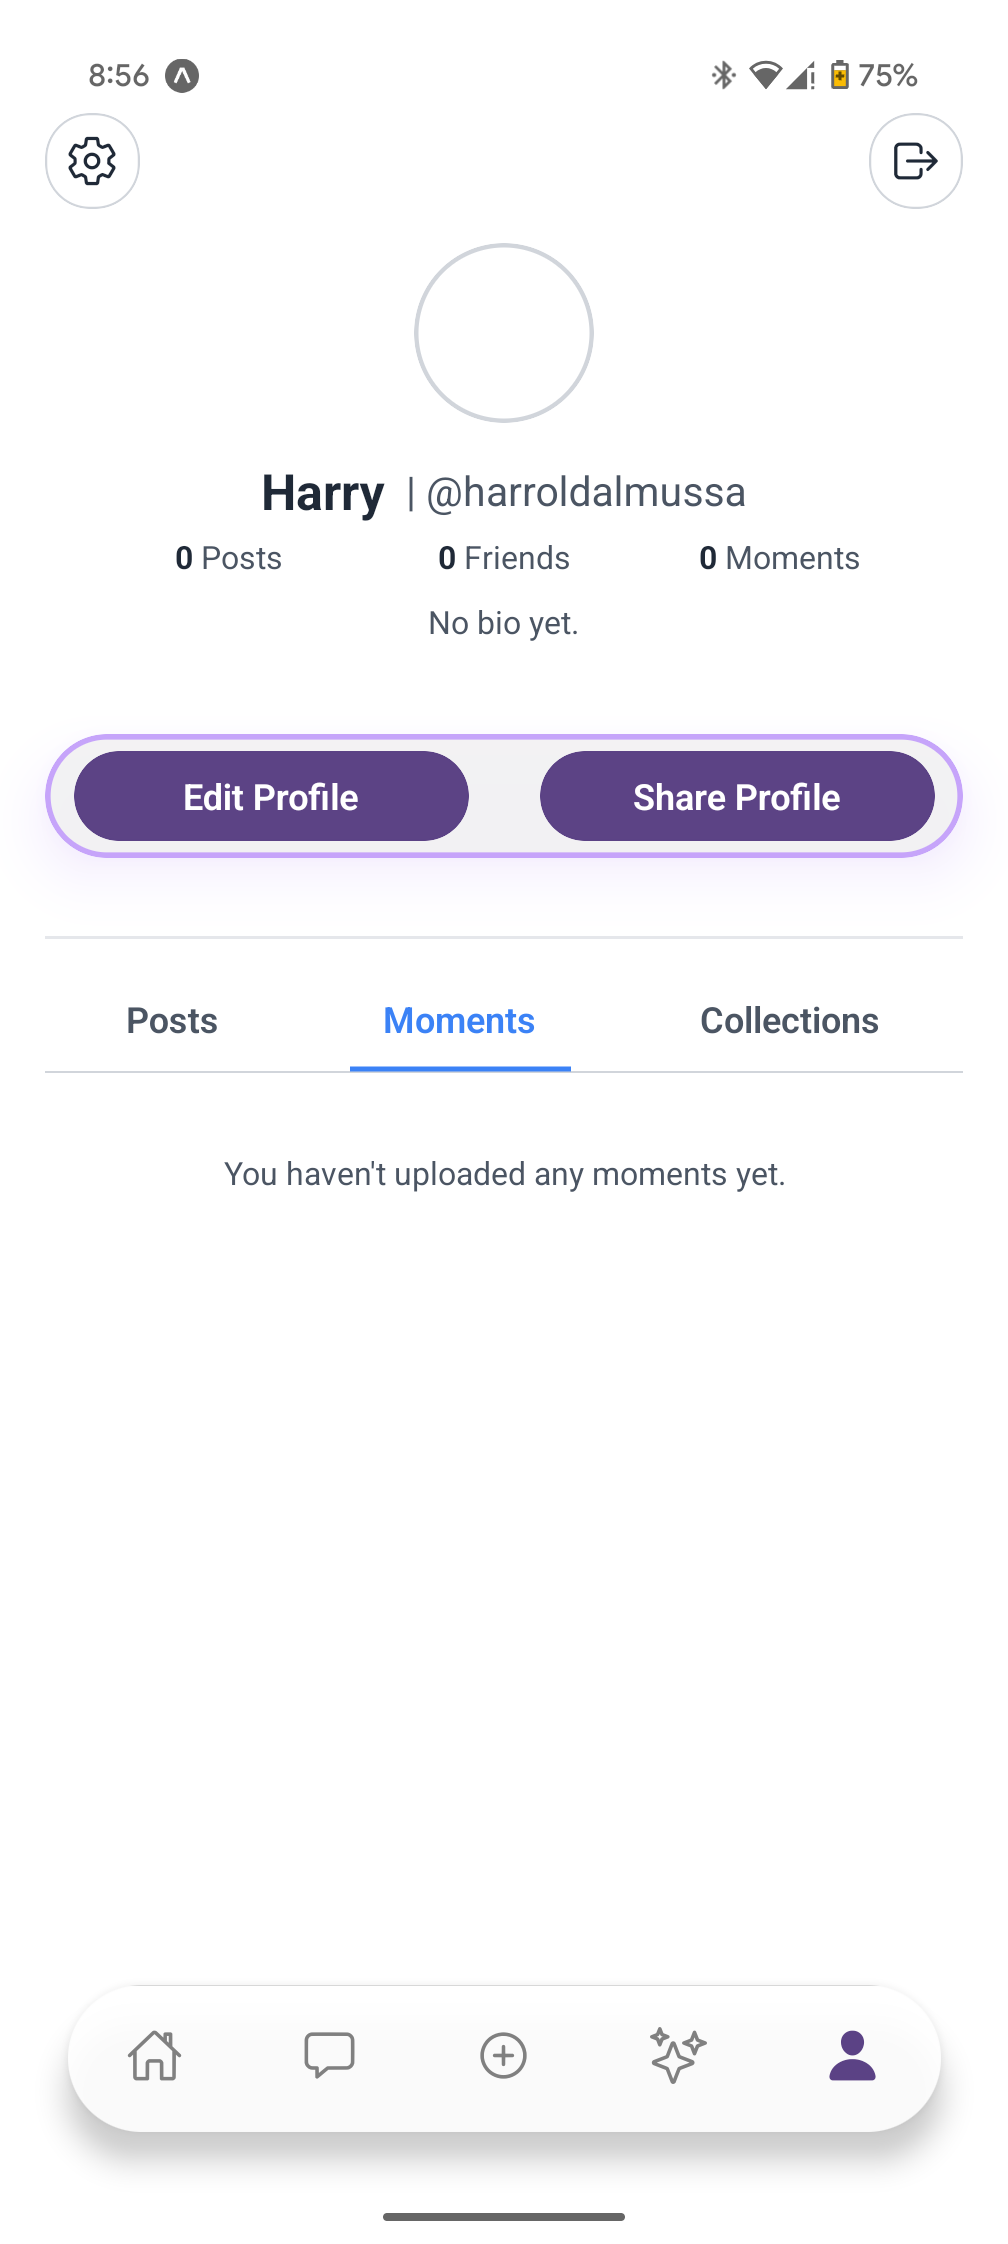 8:56 75%
Harry | @harroldalmussa
0 Posts 0 Friends 0 Moments
No bio yet.
Edit Profile Share Profile
Posts Moments Collections
You haven't uploaded any moments yet.